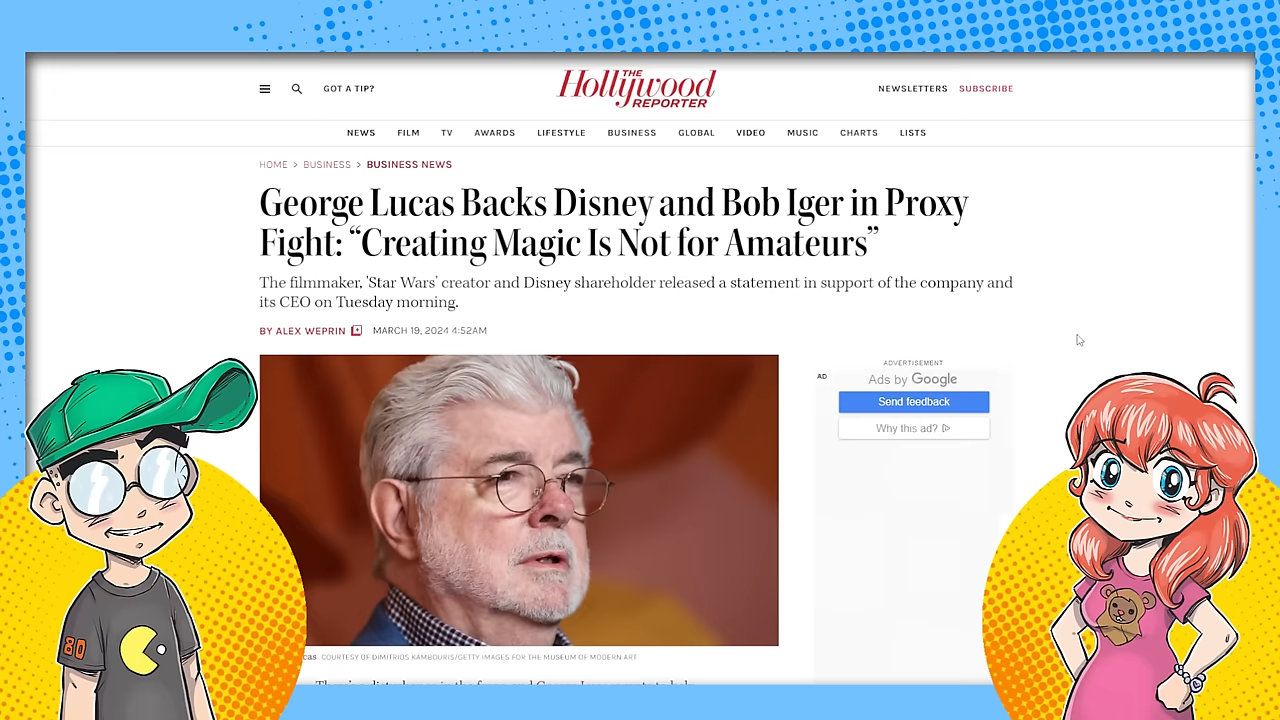 GOT A TIP?
THE
Hollywood
REPORTER
NEWSLETTERS SUBSCRIBE
NEWS FILM TV AWARDS LIFESTYLE BUSINESS GLOBAL VIDEO MUSIC CHARTS LISTS
HOME > BUSINESS > BUSINESS NEWS
George Lucas Backs Disney and Bob Iger in Proxy
Fight: “Creating Magic Is Not for Amateurs”
The filmmaker, 'Star Wars' creator and Disney shareholder released a statement in support of the company and
its CEO on Tuesday morning.
BY ALEX WEPRIN MARCH 19, 2024 4:52AM
ADVERTISEMENT
AD
Ads by Google
Send feedback
Why this ad?
80
COURTESY OF DIMITRIOS KAMBOURIS/GETTY IMAGES FOR THE MUSEUM OF MODERN ART